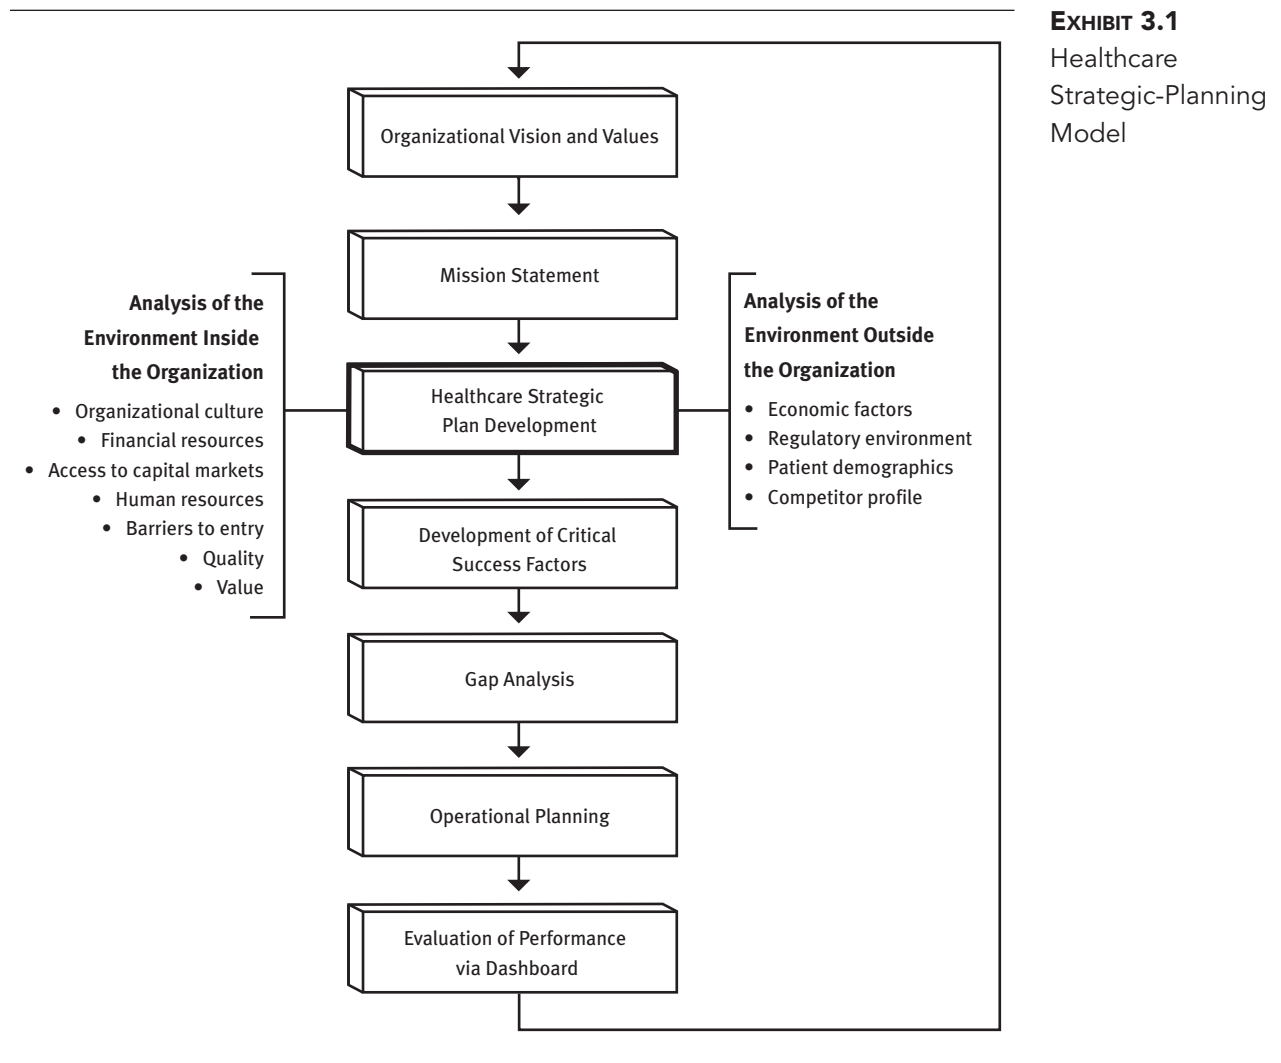 EXHIBIT 3.1
Healthcare
Strategic-Planning
Model
Organizational Vision and Values
Mission Statement
Analysis of the
Environment Inside
the Organization
• Organizational culture
• Financial resources
• Access to capital markets
• Human resources
• Barriers to entry
• Quality
• Value
Healthcare Strategic
Plan Development
Analysis of the
Environment Outside
the Organization
• Economic factors
• Regulatory environment
• Patient demographics
• Competitor profile
Development of Critical
Success Factors
Gap Analysis
Operational Planning
Evaluation of Performance
via Dashboard